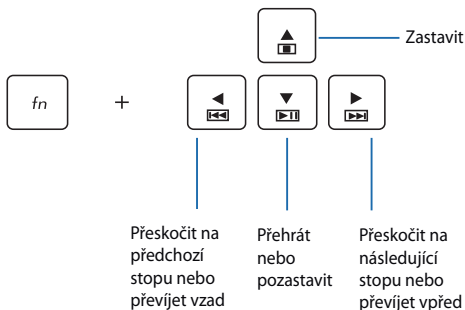 Zastavit
fn
+
Přeskočit na
předchozí
stopu nebo
převíjet vzad
Přehrát
nebo
pozastavit
Přeskočit na
následující
stopu nebo
převíjet vpřed